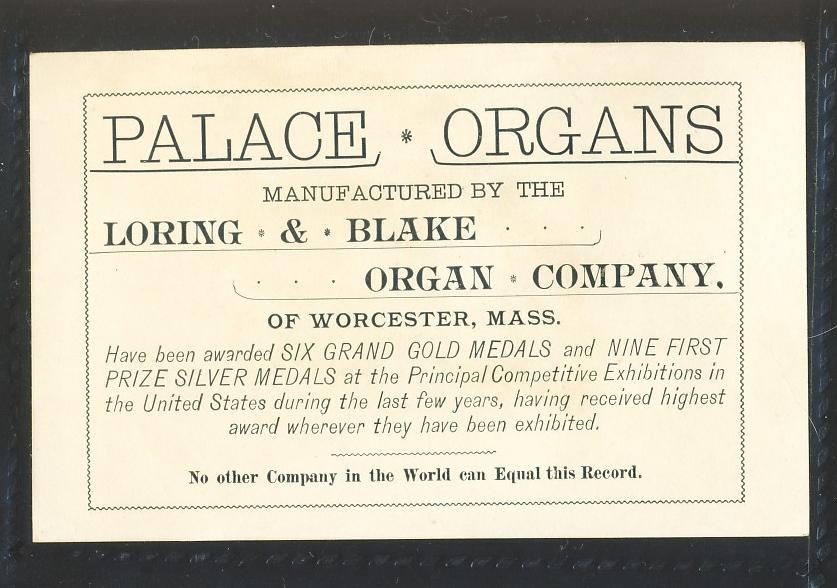 PALACE * ORGANS
MANUFACTURED BY THE
LORING * & * BLAKE . . . .
. . . . ORGAN * COMPANY.
OF WORCESTER, MASS.
Have been awarded SIX GRAND GOLD MEDALS and NINE FIRST
PRIZE SILVER MEDALS at the Principal Competitive Exhibitions in
the United States during the last few years, having received highest
award wherever they have been exhibited.
No other Company in the World can Equal this Record.